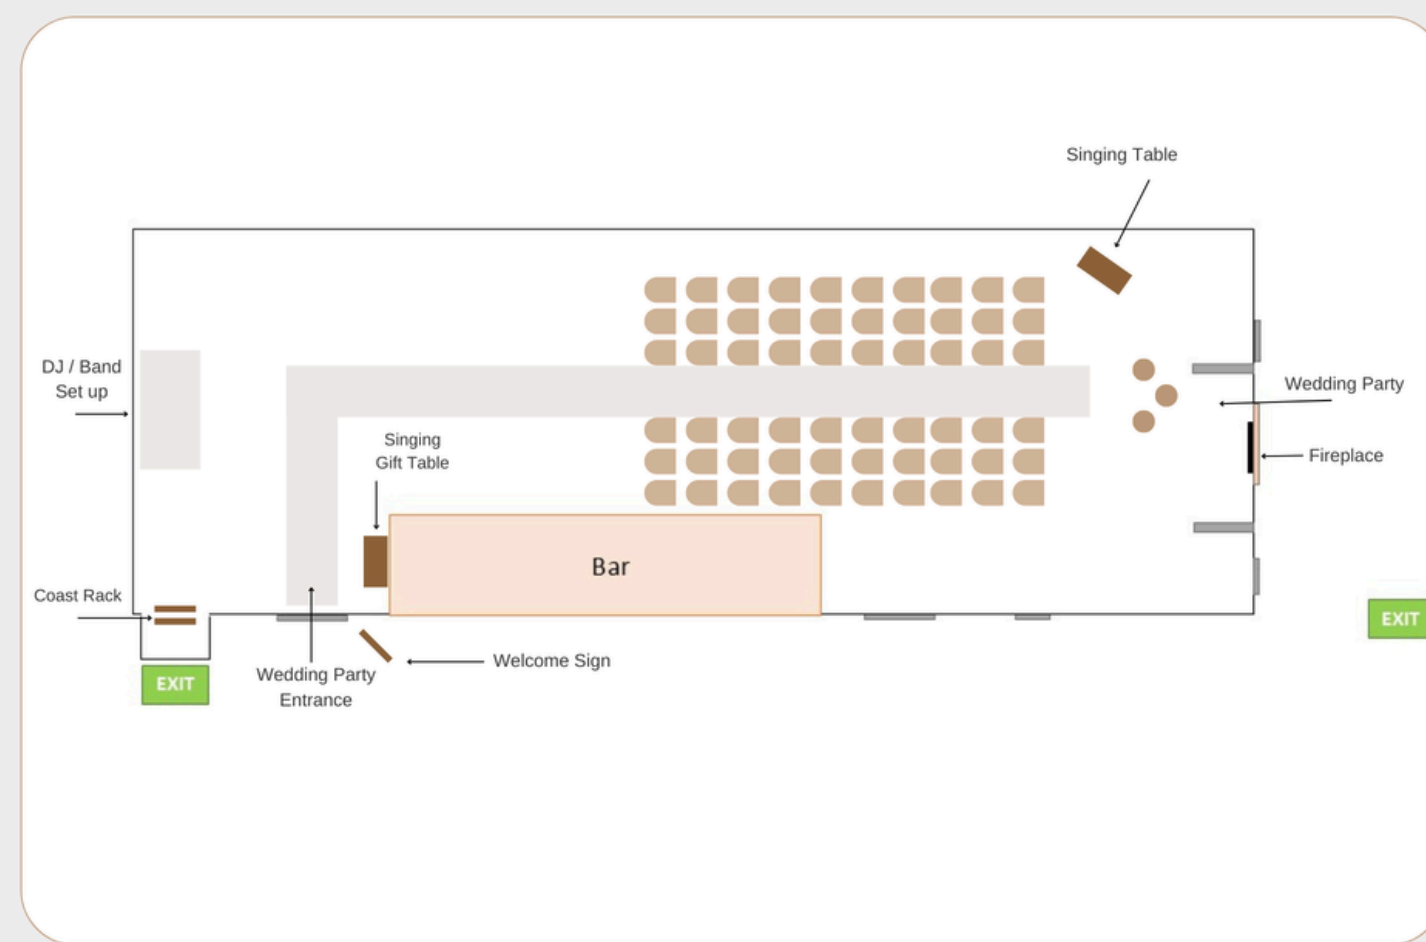 Singing Table
DJ / Band
Set up
Wedding Party
Singing
Gift Table
Fireplace
Bar
Coast Rack
EXIT
Welcome Sign
Wedding Party
Entrance
EXIT